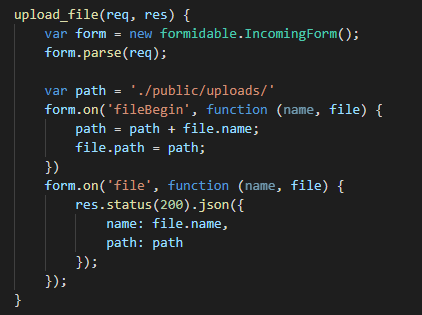 upload_file(req, res) {
var form = new formidable.IncomingForm();
form.parse(req);
var path = './public/uploads/'
form.on('fileBegin', function (name, file) {
path = path + file.name;
file.path = path;
})
form.on('file', function (name, file) {
res.status(200).json({
name: file.name,
path: path
});
});
}